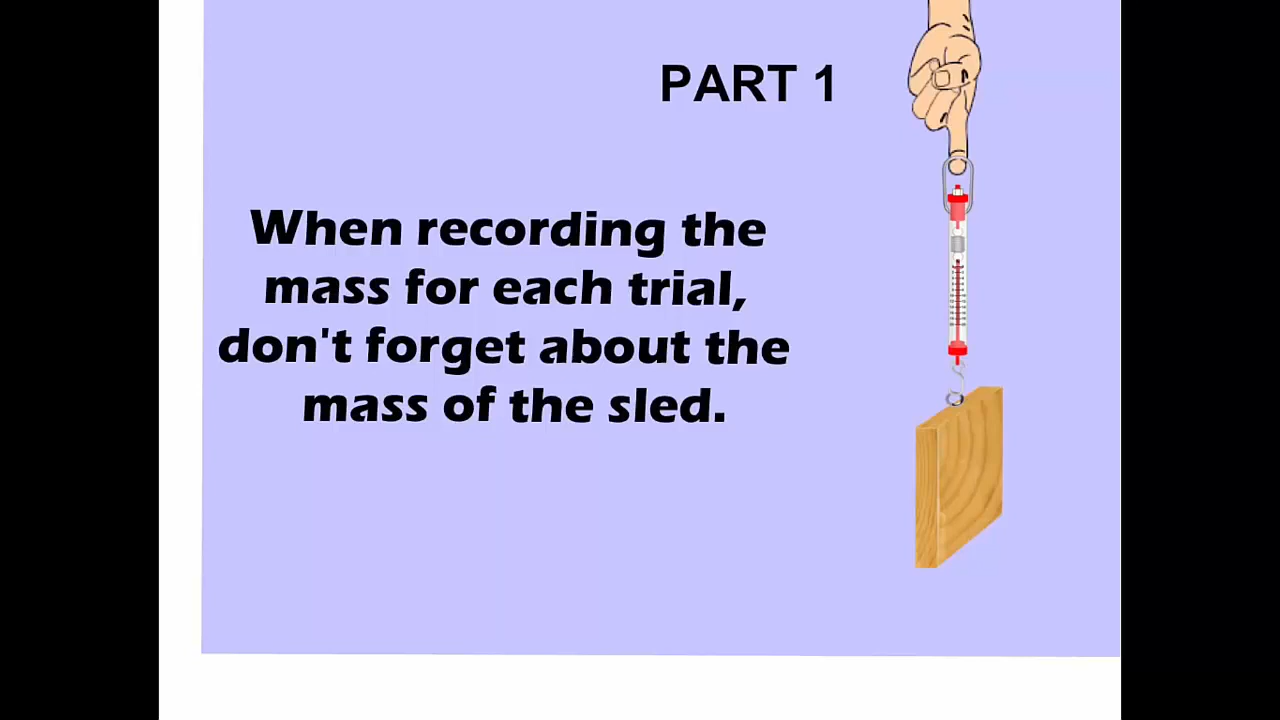 PART 1
When recording the
mass for each trial,
don't forget about the
mass of the sled.